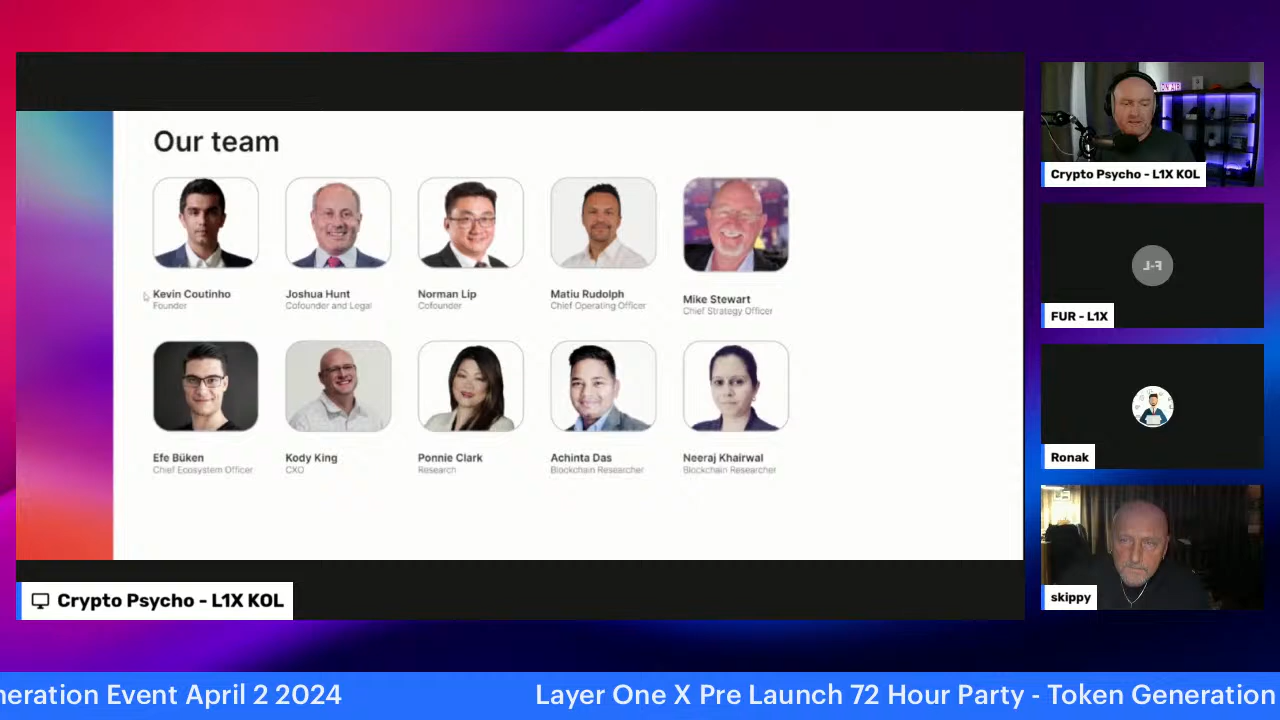 Our team
Kevin Coutinho
Founder
Joshua Hunt
Cofounder and Legal
Norman Lip
Cofounder
Matiu Rudolph
Chief Operating Officer
Mike Stewart
Chief Strategy Officer
Efe Büken
Chief Ecosystem Officer
Kody King
CXO
Ponnie Clark
Research
Achinta Das
Blockchain Researcher
Neeraj Khairwal
Blockchain Researcher
Crypto Psycho - L1X KOL
ON AIR
Crypto Psycho - L1X KOL
F-L
FUR - L1X
Ronak
skippy
neration Event April 2 2024 Layer One X Pre Launch 72 Hour Party - Token Generation